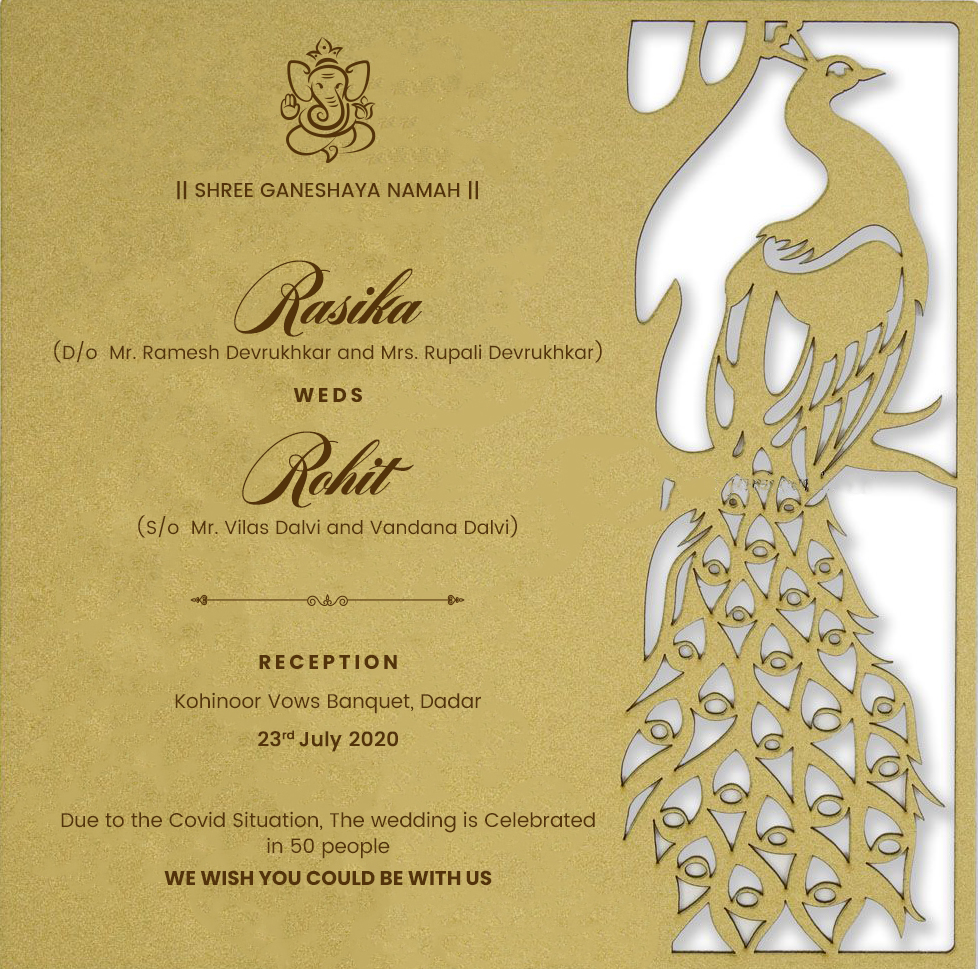 || SHREE GANESHAYA NAMAH ||
Rasika
(D/o Mr. Ramesh Devrukhkar and Mrs. Rupali Devrukhkar)
WEDS
Rohit
(S/o Mr. Vilas Dalvi and Vandana Dalvi)
RECEPTION
Kohinoor Vows Banquet, Dadar
23rd July 2020
Due to the Covid Situation, The wedding is Celebrated
in 50 people
WE WISH YOU COULD BE WITH US